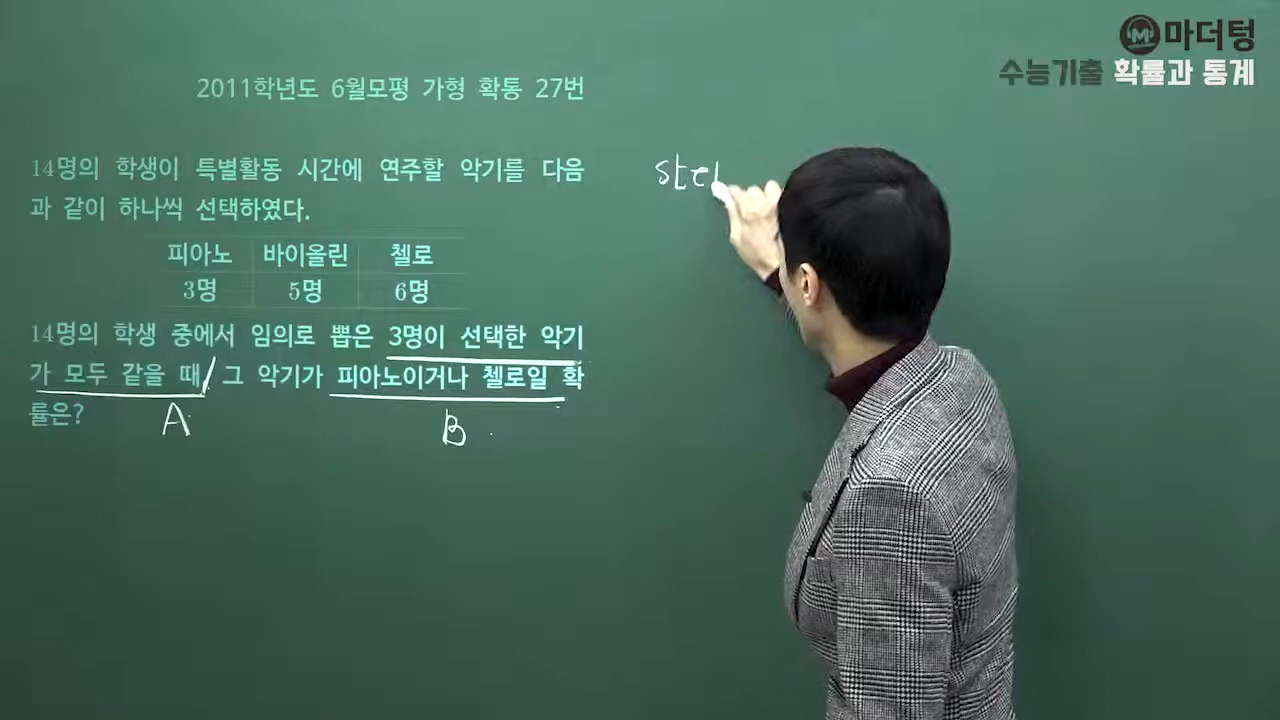 마더텅
수능기출 확률과 통계
2011학년도 6월모평 가형 확통 27번
14명의 학생이 특별활동 시간에 연주할 악기를 다음
과 같이 하나씩 선택하였다.
피아노 바이올린 첼로
3명 5명 6명
14명의 학생 중에서 임의로 뽑은 3명이 선택한 악기
가 모두 같을 때, 그 악기가 피아노이거나 첼로일 확
률은?
A
B